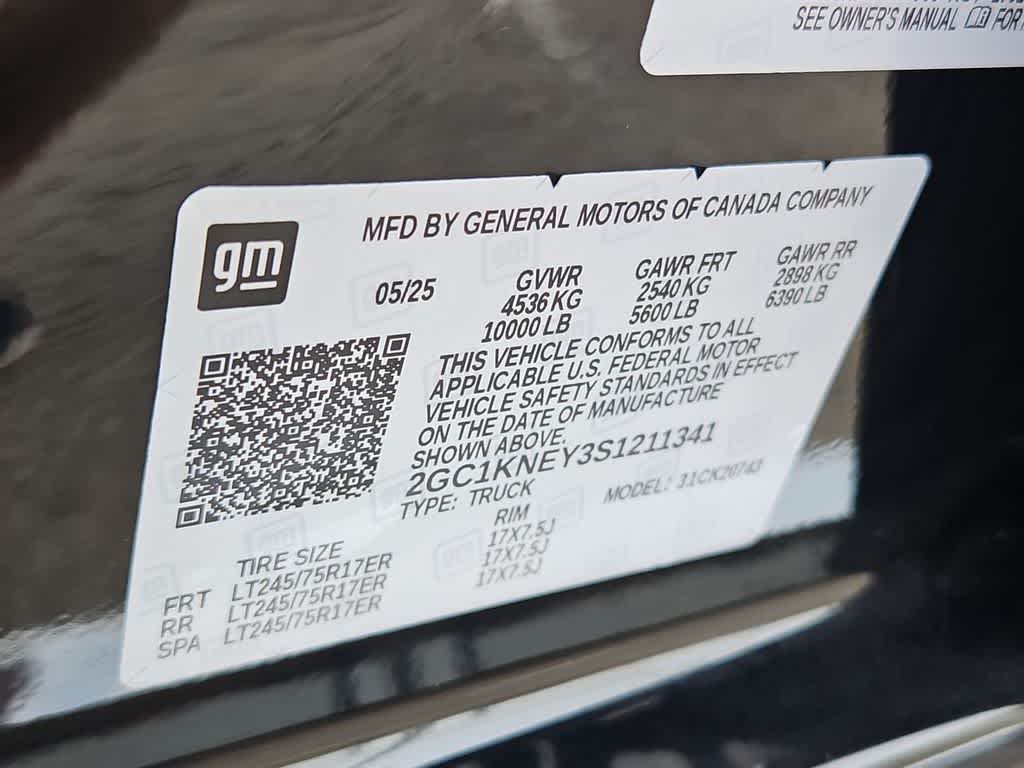 SEE OWNER'S MANUAL FOR
MFD BY GENERAL MOTORS OF CANADA COMPANY
gm
05/25
GVWR GAWR FRT GAWR RR
4536 KG 2540 KG 2898 KG
10000 LB 5600 LB 6390 LB
THIS VEHICLE CONFORMS TO ALL
APPLICABLE U.S. FEDERAL MOTOR
VEHICLE SAFETY STANDARDS IN EFFECT
ON THE DATE OF MANUFACTURE
SHOWN ABOVE.
2GC1KNEY3S1211341
TYPE: TRUCK MODEL: 31CK20743
TIRE SIZE RIM
FRT LT245/75R17ER 17X7.5J
RR LT245/75R17ER 17X7.5J
SPA LT245/75R17ER 17X7.5J